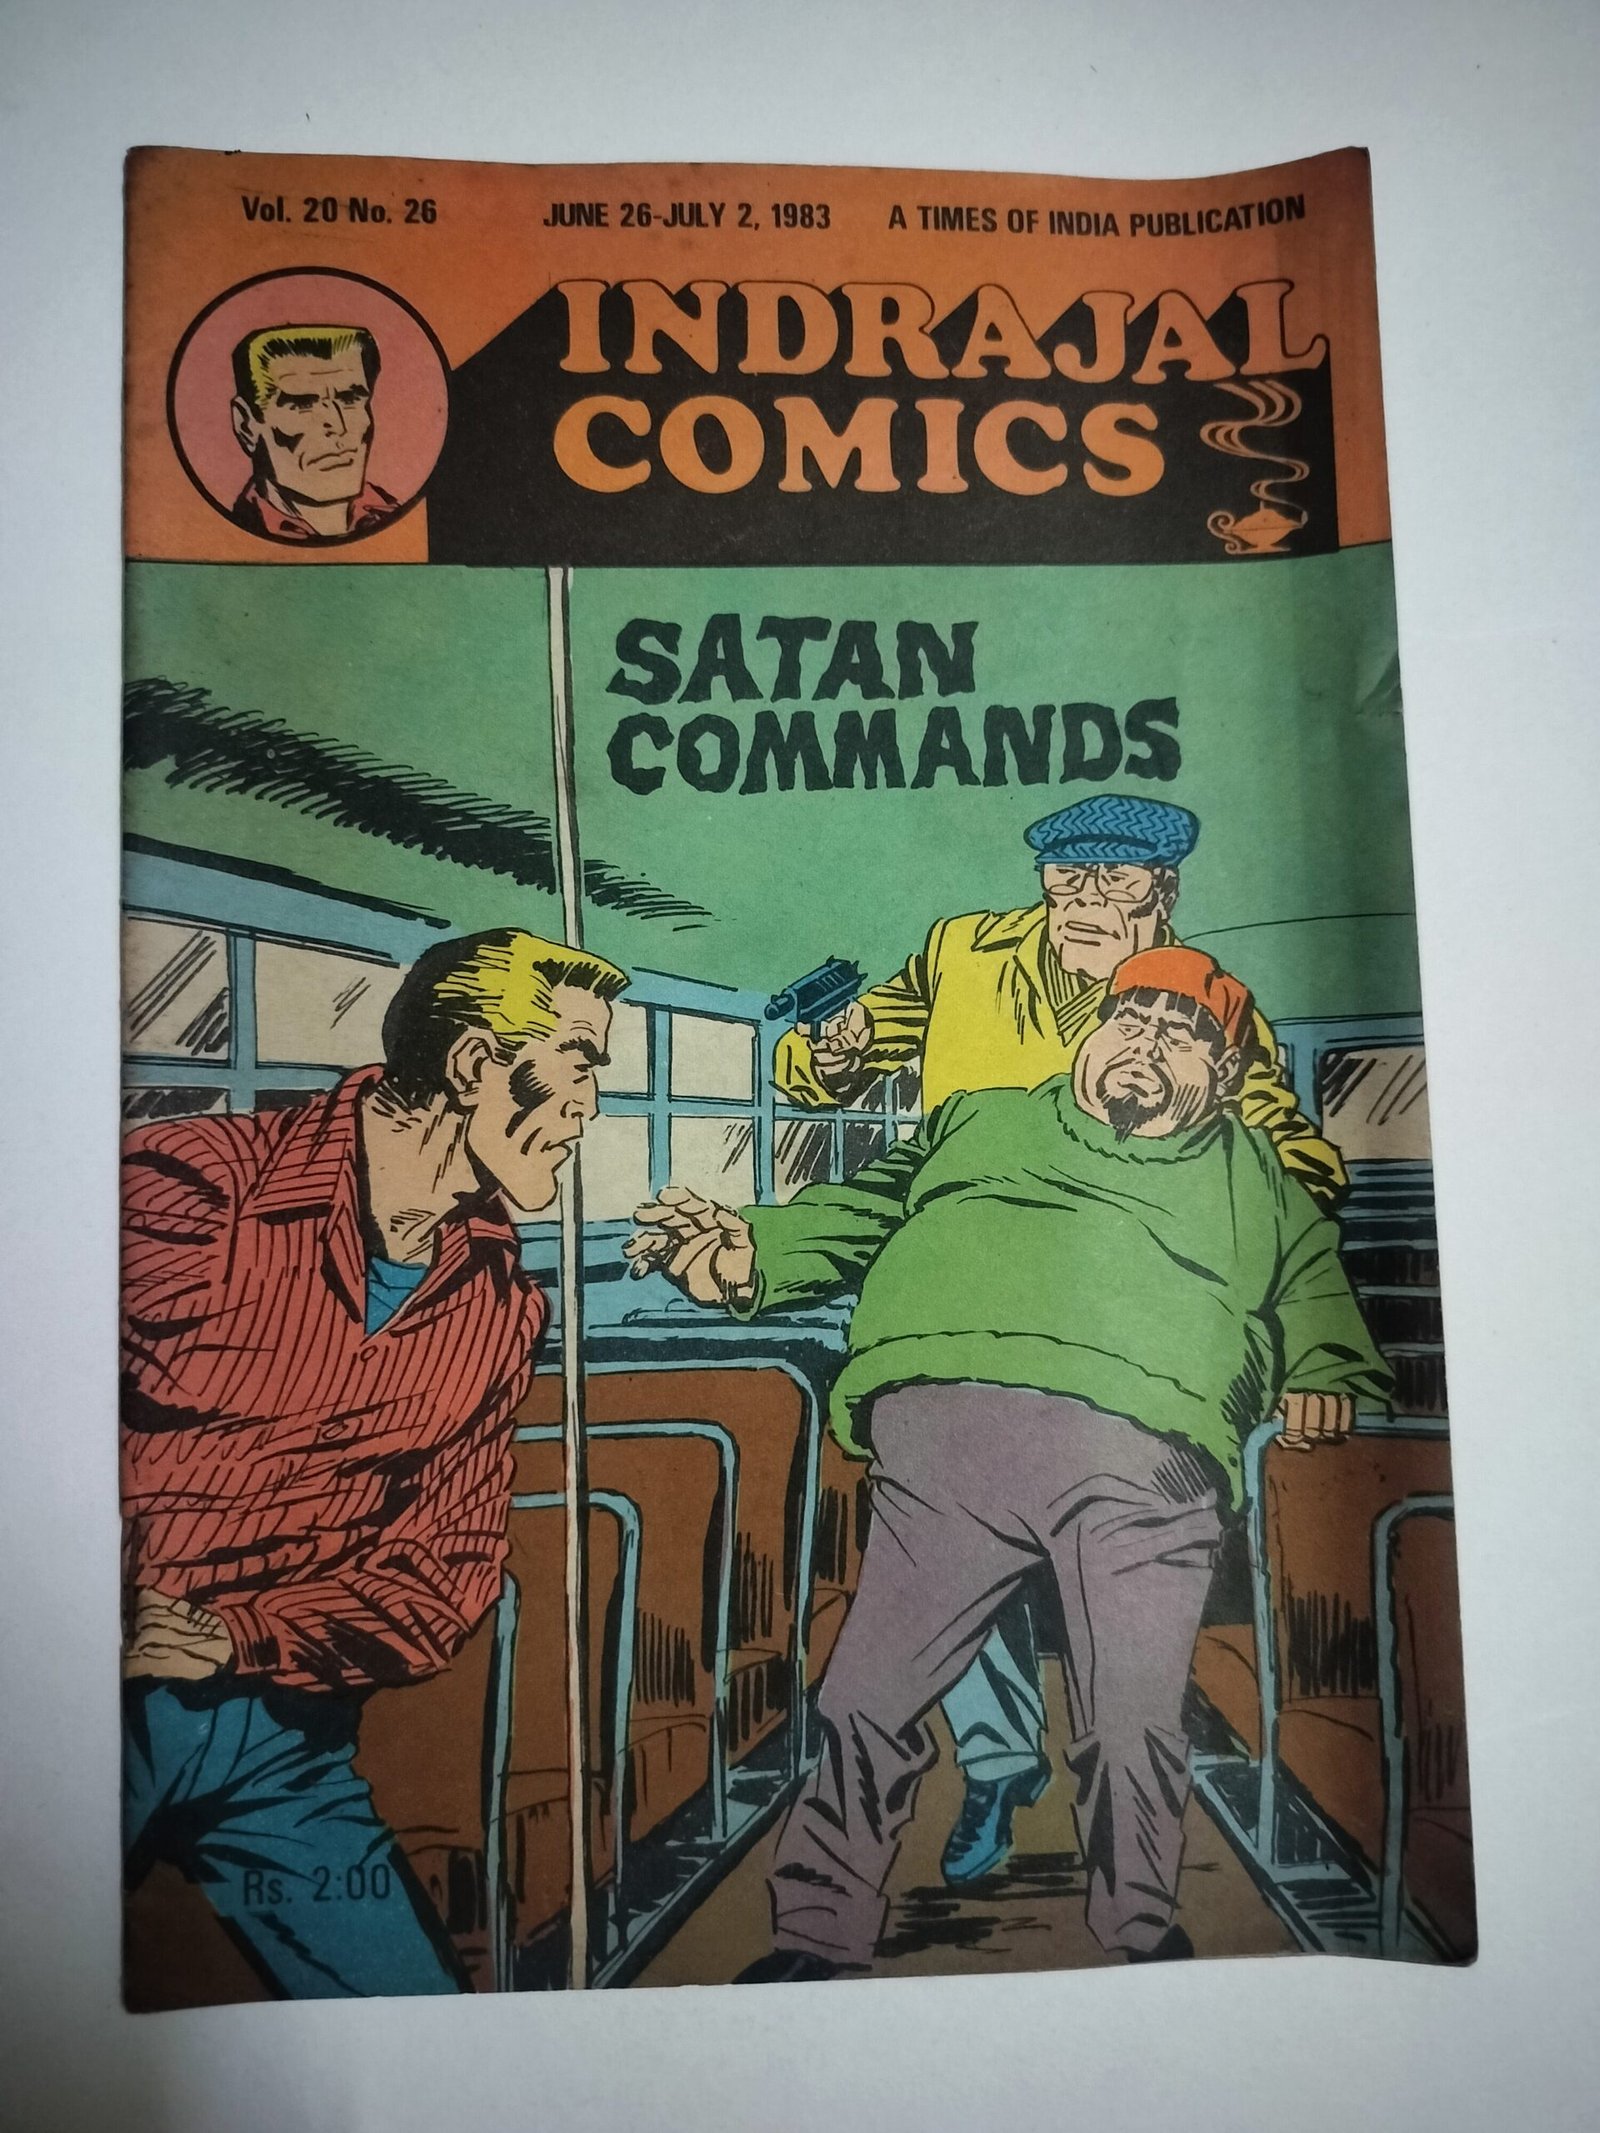 Vol. 20 No. 26 JUNE 26-JULY 2, 1983 A TIMES OF INDIA PUBLICATION
INDRAJAL
COMICS
SATAN
COMMANDS
Rs. 2:00